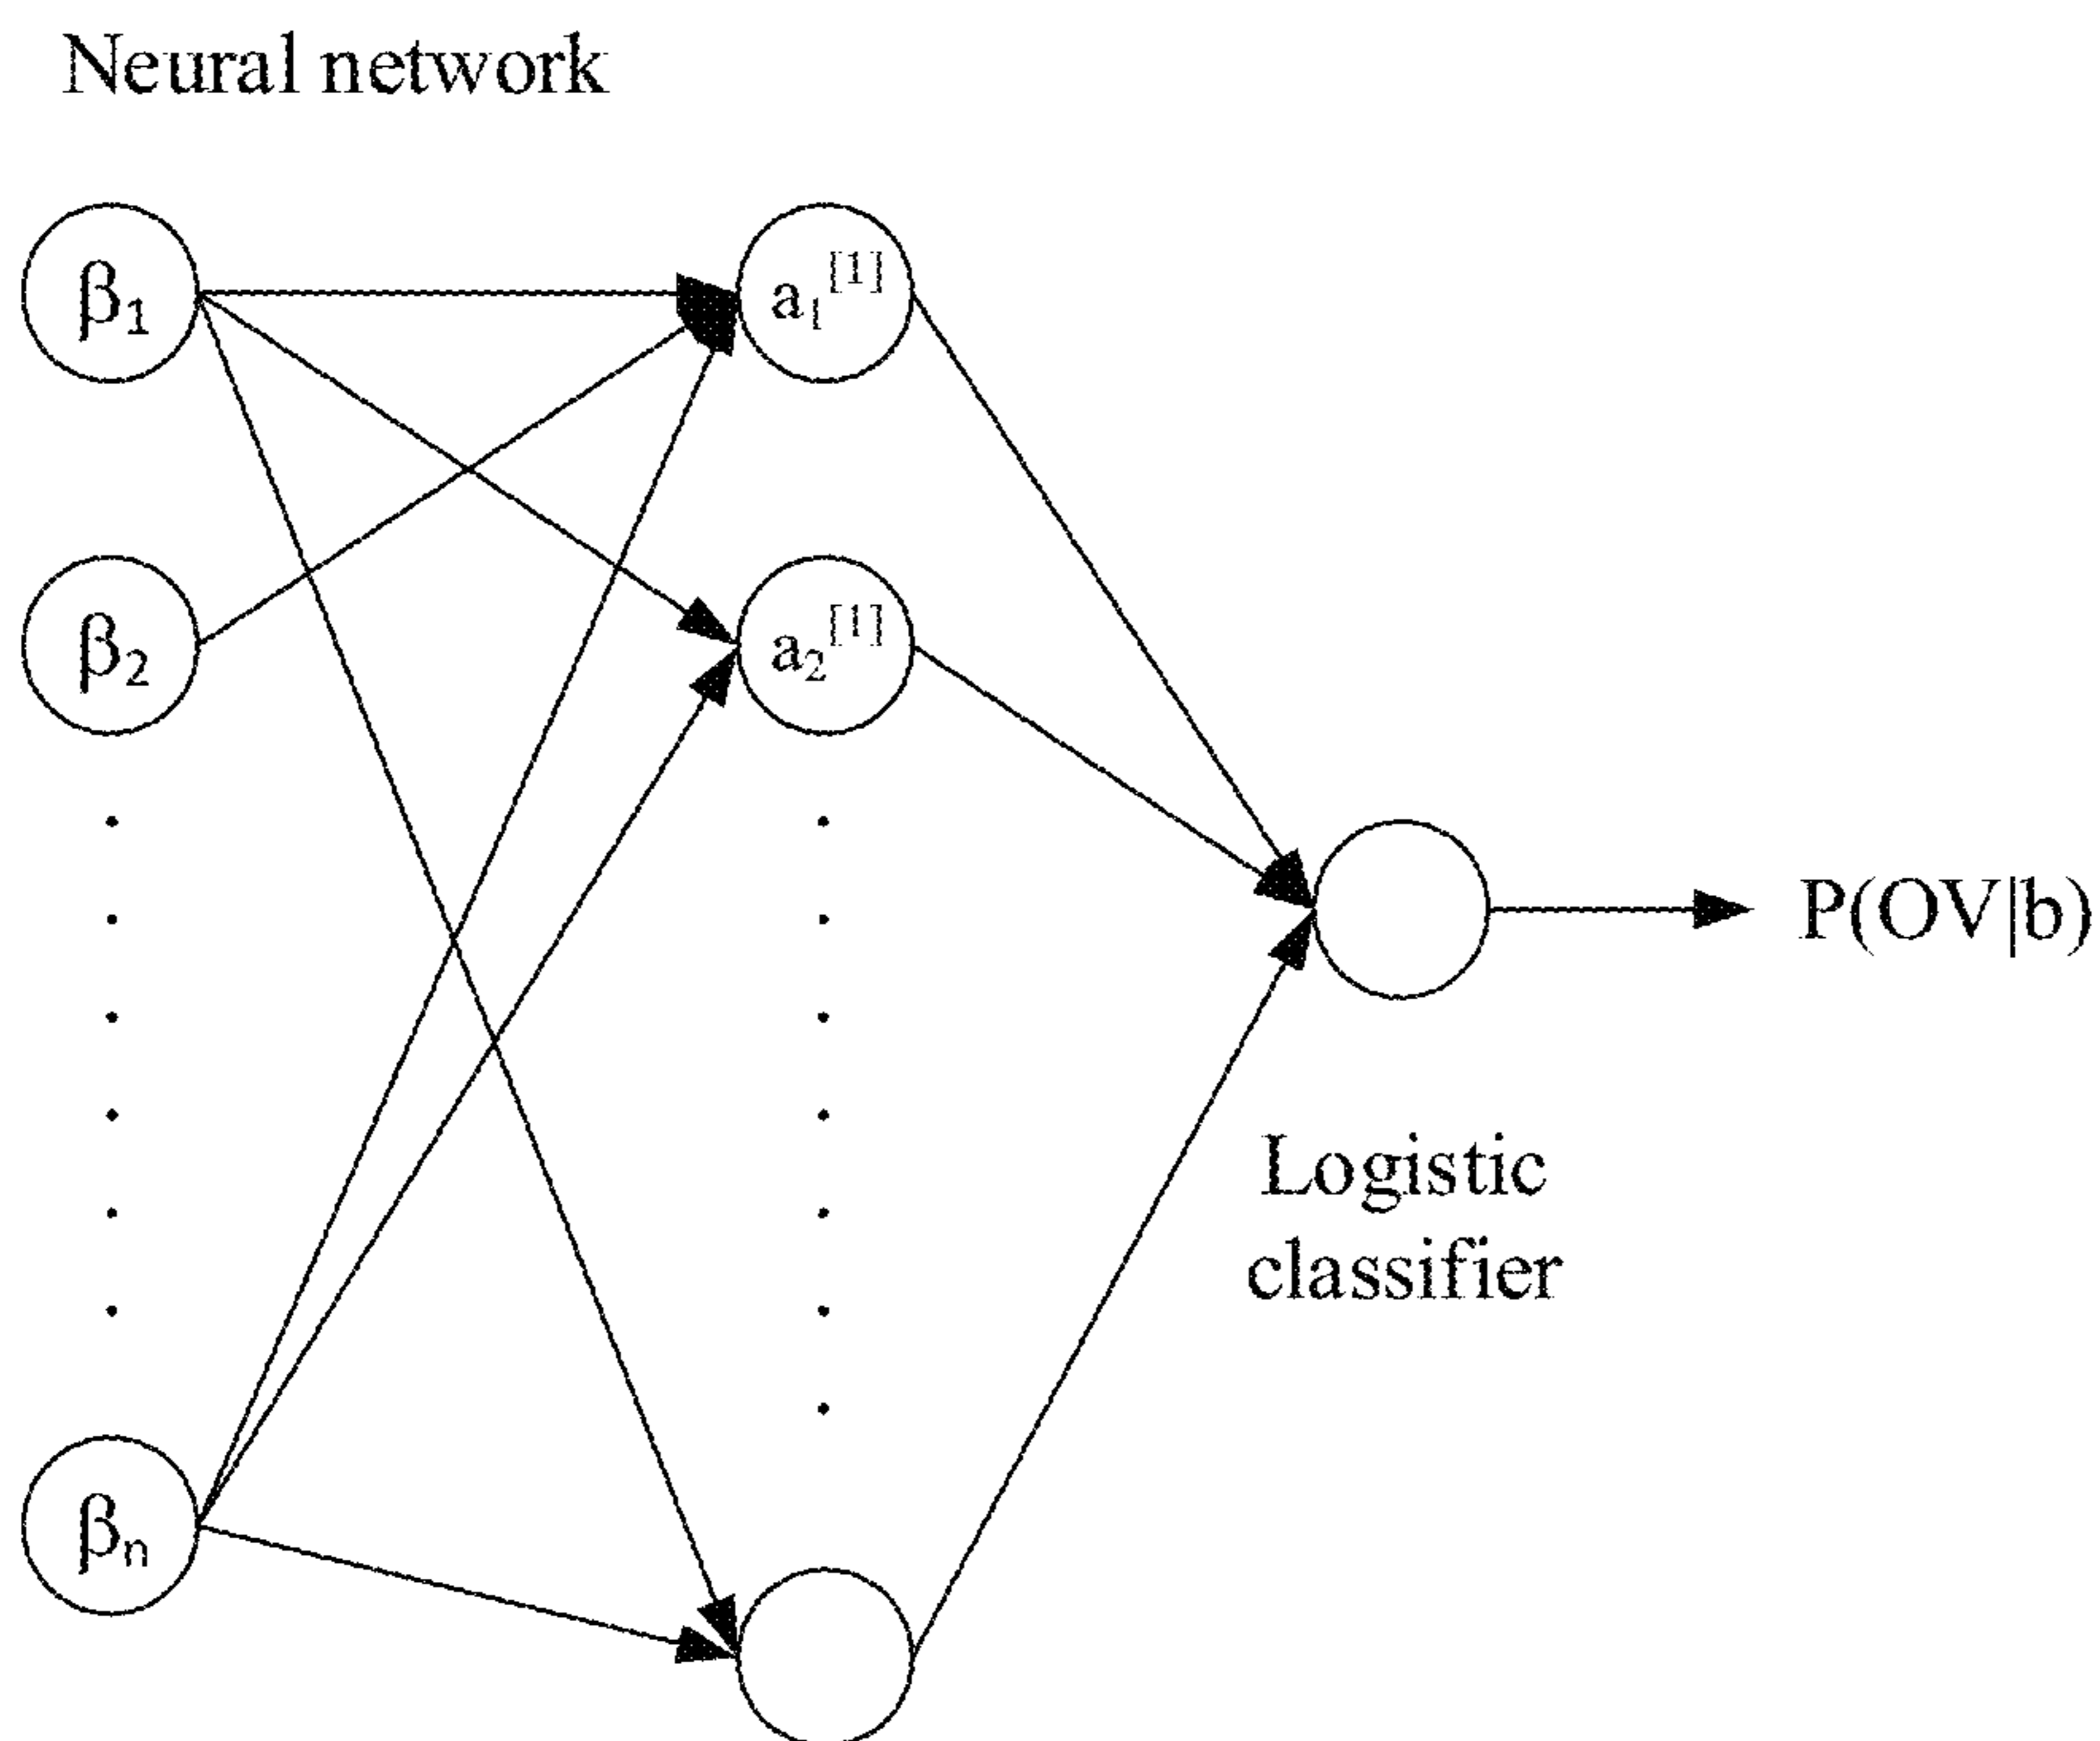 Neural network
β₁
a₁[1]
β₂
a₂[1]
P(OV|b)
Logistic
classifier
βₙ